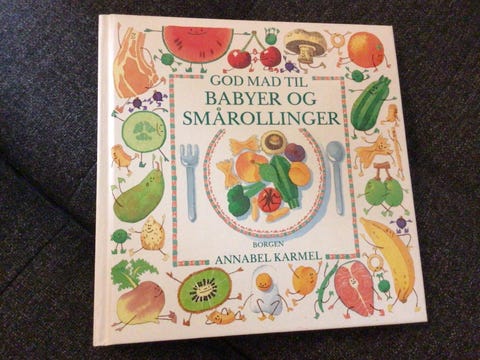 GOD MAD TIL
BABYER OG
SMÅROLLINGER
BORGEN
ANNABEL KARMEL